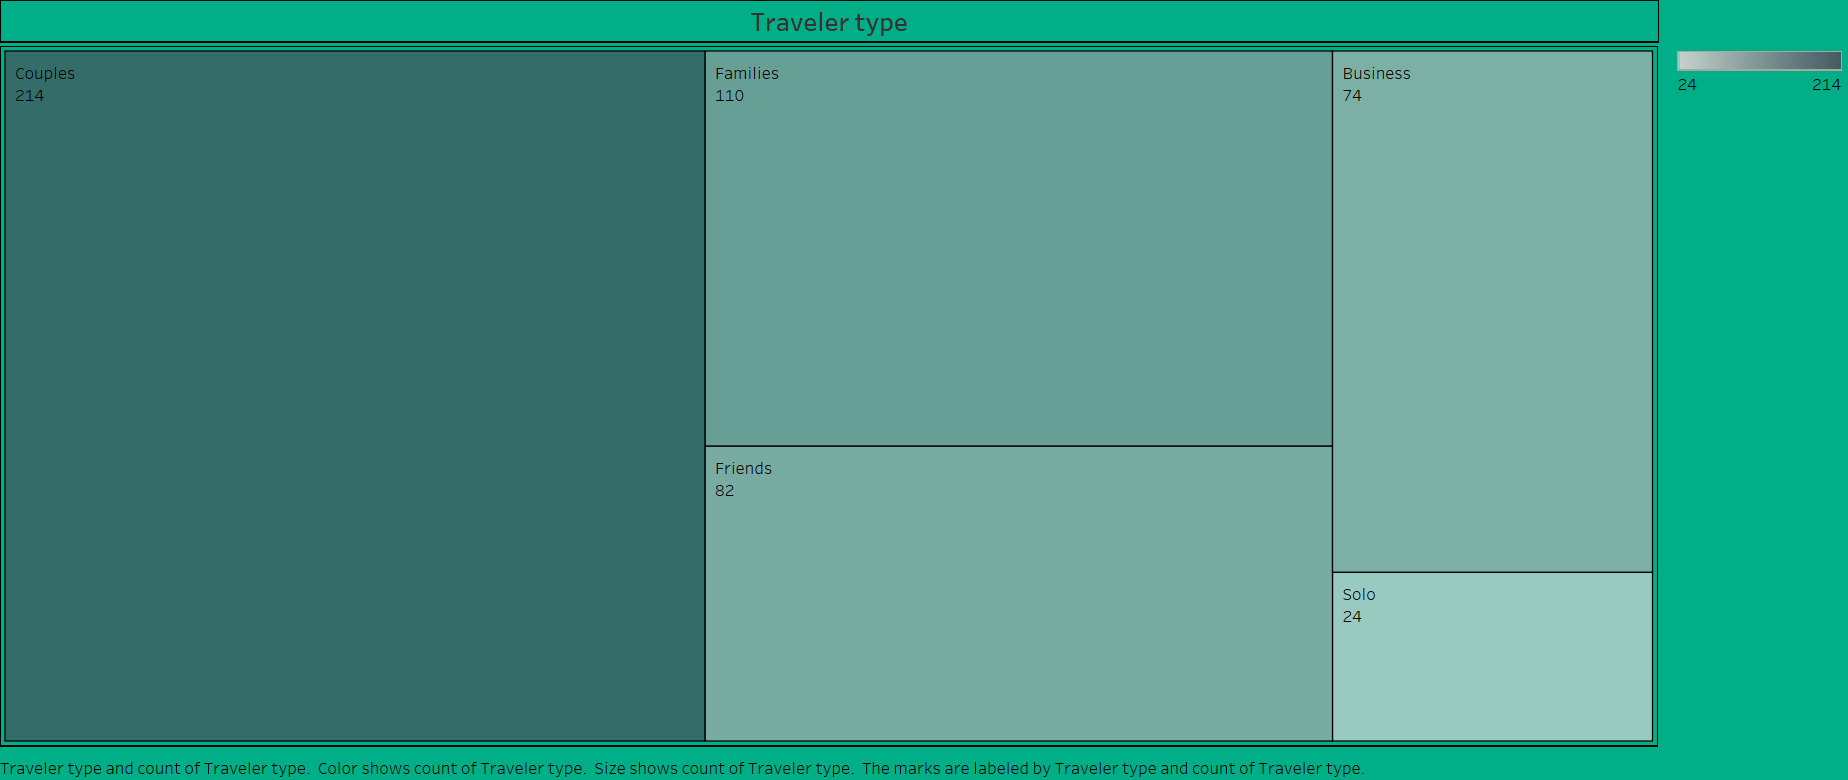 Traveler type
Couples
214
Families
110
Business
74
Friends
82
Solo
24
24 214
Traveler type and count of Traveler type.  Color shows count of Traveler type.  Size shows count of Traveler type.  The marks are labeled by Traveler type and count of Traveler type.